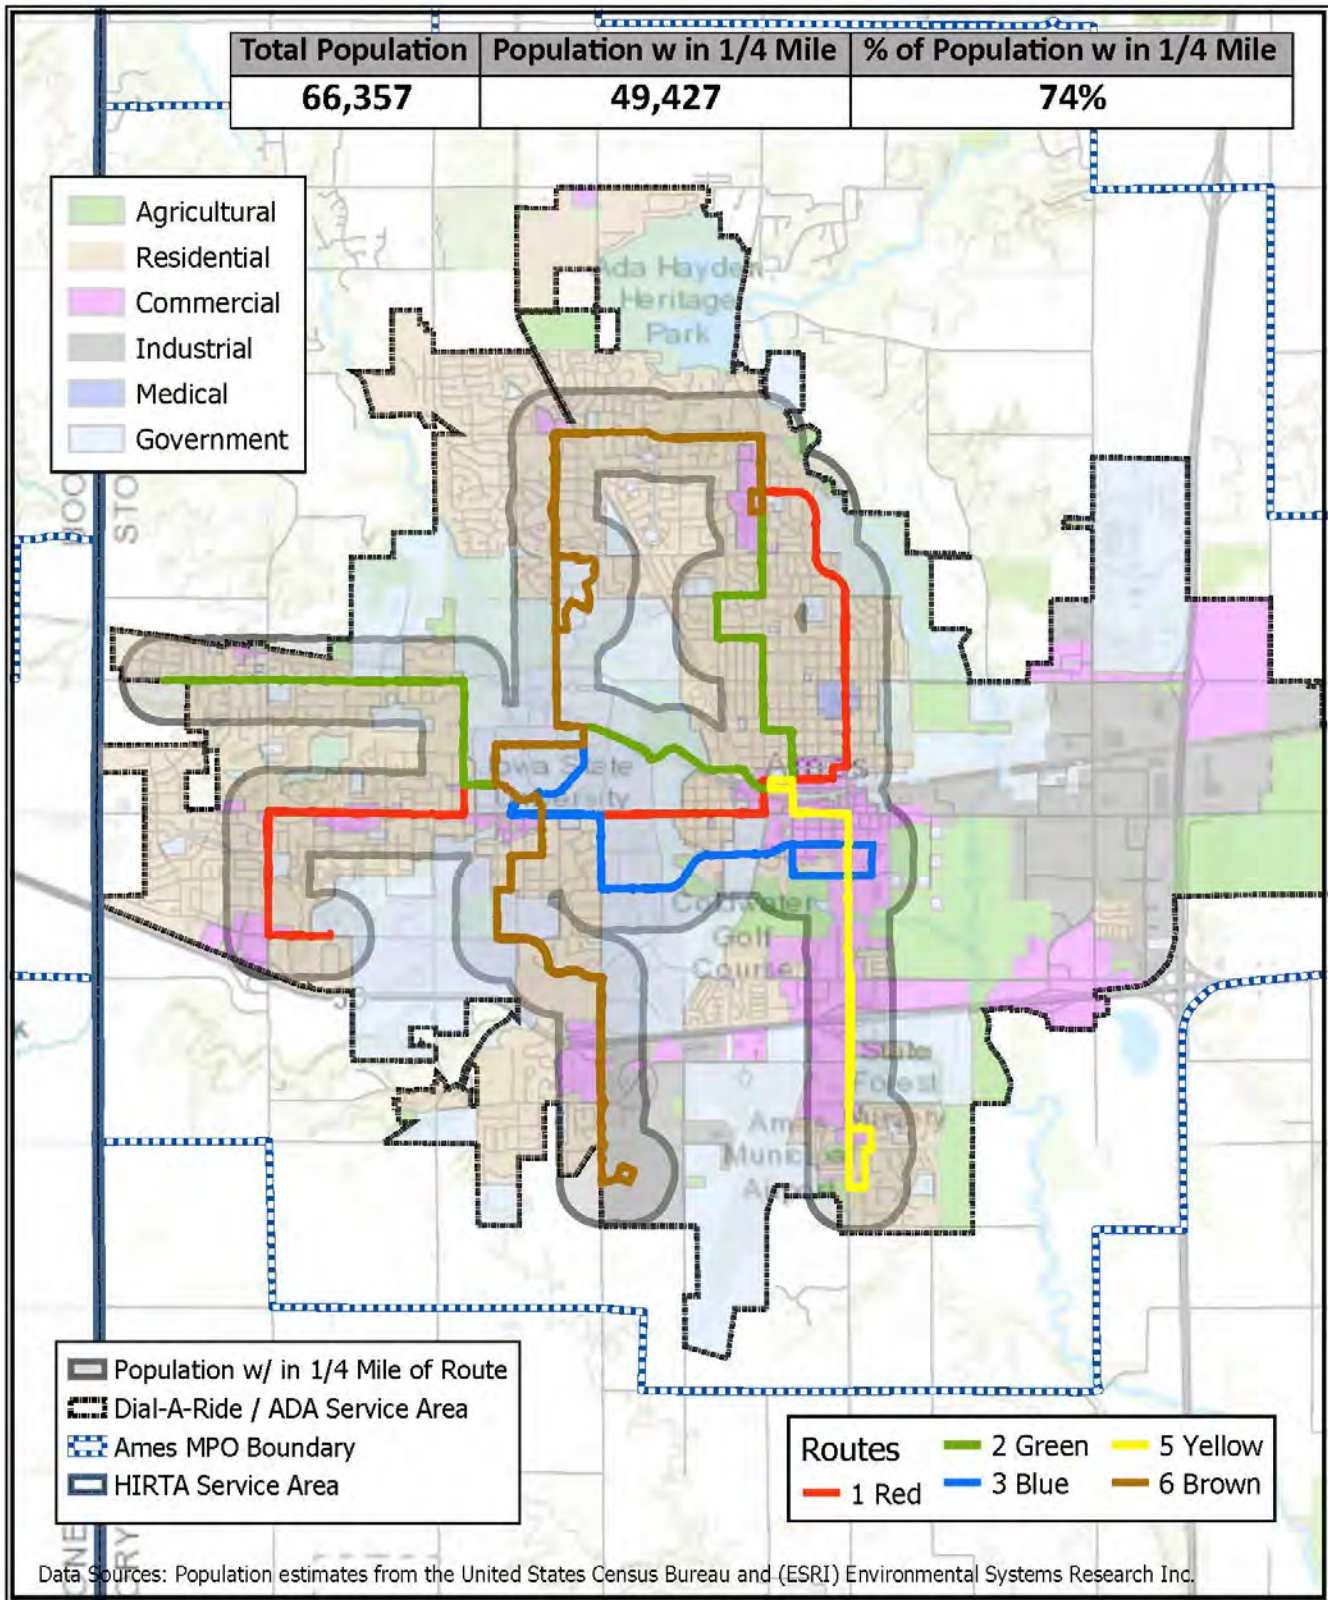 Total Population Population w in 1/4 Mile % of Population w in 1/4 Mile
66,357 49,427 74%
Agricultural
Residential
Commercial
Industrial
Medical
Government
Ada Hayden
Heritage
Park
Iowa State
University
Ames
Coldwater
Golf
Course
State
Forest
Nursery
Ames
Municipal
Airport
Population w/ in 1/4 Mile of Route
Dial-A-Ride / ADA Service Area
Ames MPO Boundary
HIRTA Service Area
Routes
1 Red
2 Green
3 Blue
5 Yellow
6 Brown
Data Sources: Population estimates from the United States Census Bureau and (ESRI) Environmental Systems Research Inc.